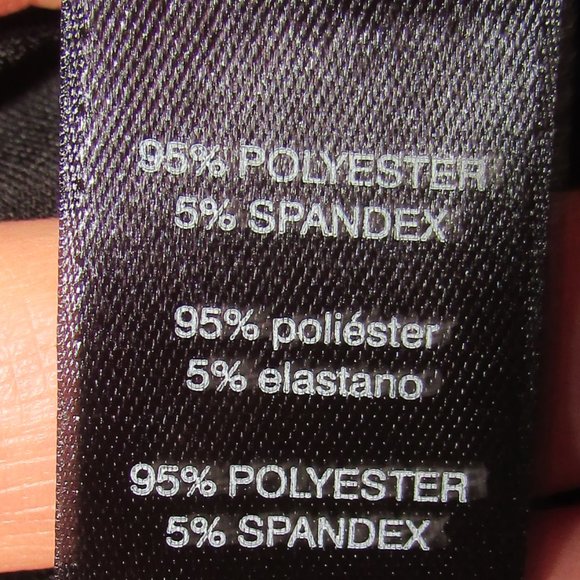 95% POLYESTER
5% SPANDEX
95% poliéster
5% elastano
95% POLYESTER
5% SPANDEX